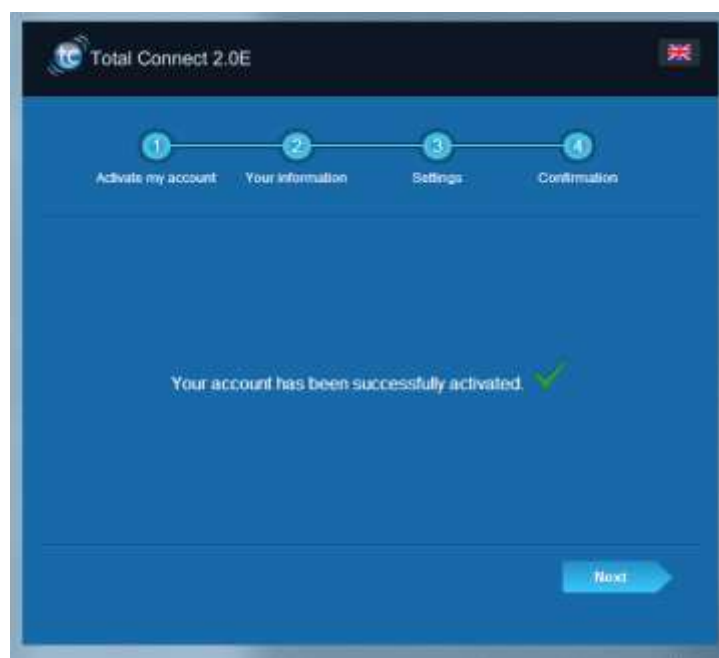 tc Total Connect 2.0E
1 2 3 4
Activate my account Your information Settings Confirmation
Your account has been successfully activated.
Next